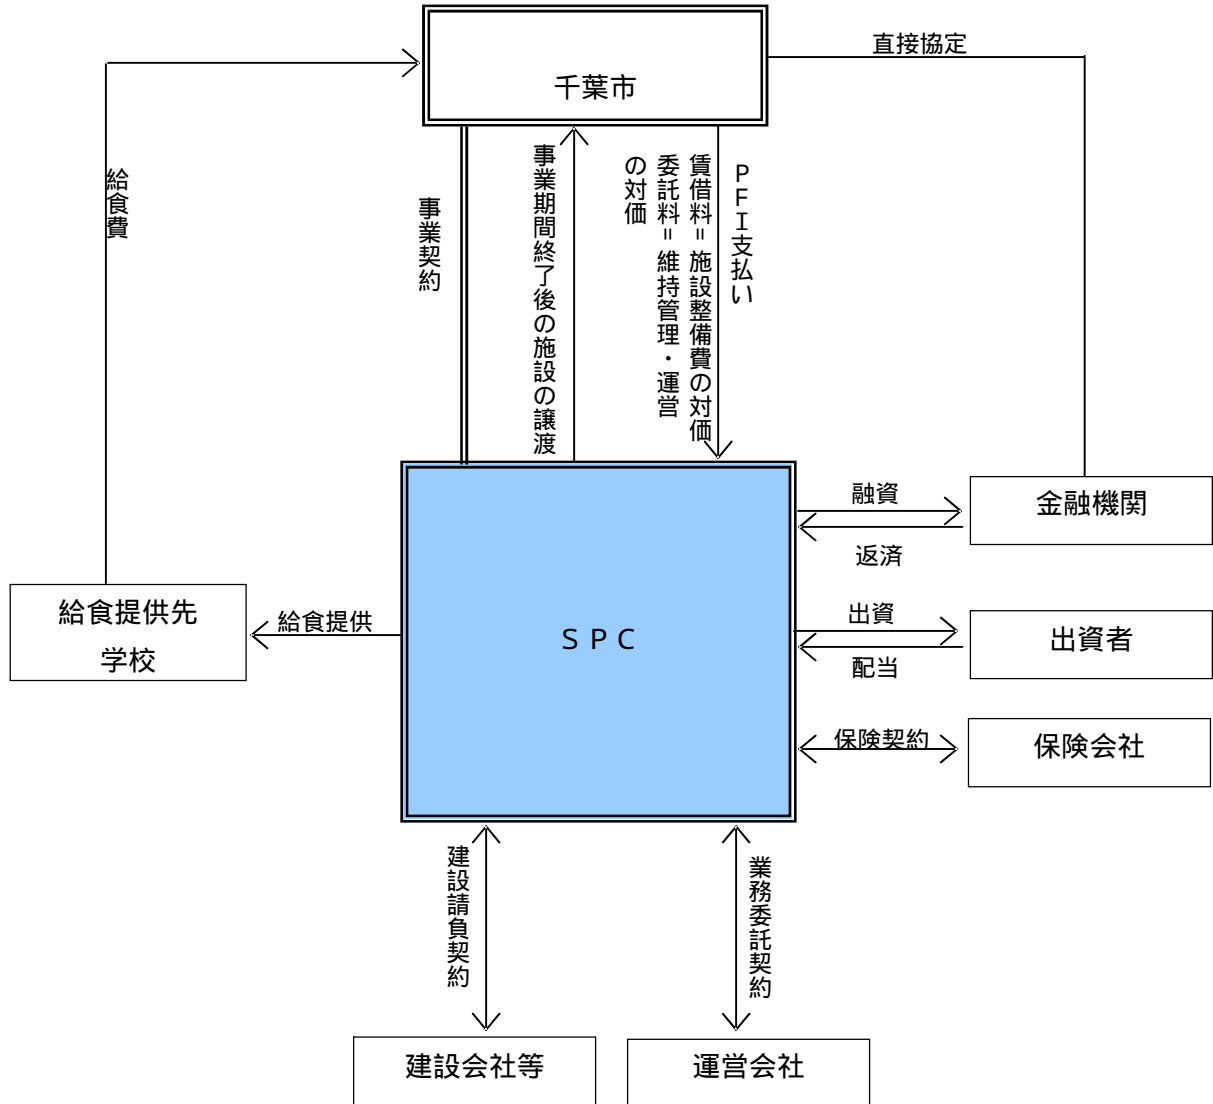 直接協定
千葉市
給食費
事業契約
事業期間終了後の施設の譲渡
ＰＦＩ支払い
賃借料＝施設整備費の対価
委託料＝維持管理・運営
の対価
融資
金融機関
返済
給食提供先
学校
給食提供
ＳＰＣ
出資
出資者
配当
保険契約
保険会社
建設請負契約
業務委託契約
建設会社等
運営会社